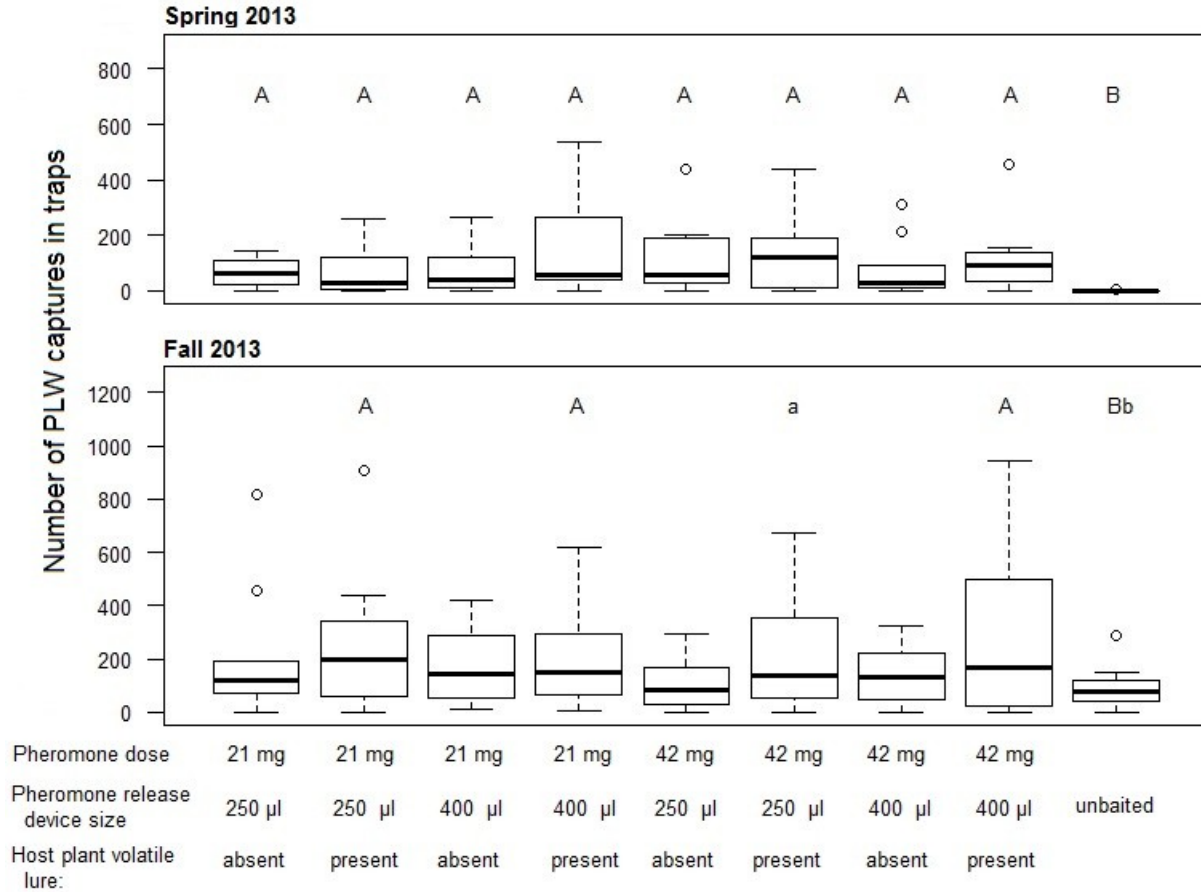 Spring 2013
800
600
400
200
0
A A A A A A A A B
Number of PLW captures in traps
Fall 2013
1200
1000
800
600
400
200
0
A A a A Bb
Pheromone dose 21 mg 21 mg 21 mg 21 mg 42 mg 42 mg 42 mg 42 mg
Pheromone release
device size 250 µl 250 µl 400 µl 400 µl 250 µl 250 µl 400 µl 400 µl unbaited
Host plant volatile
lure: absent present absent present absent present absent present